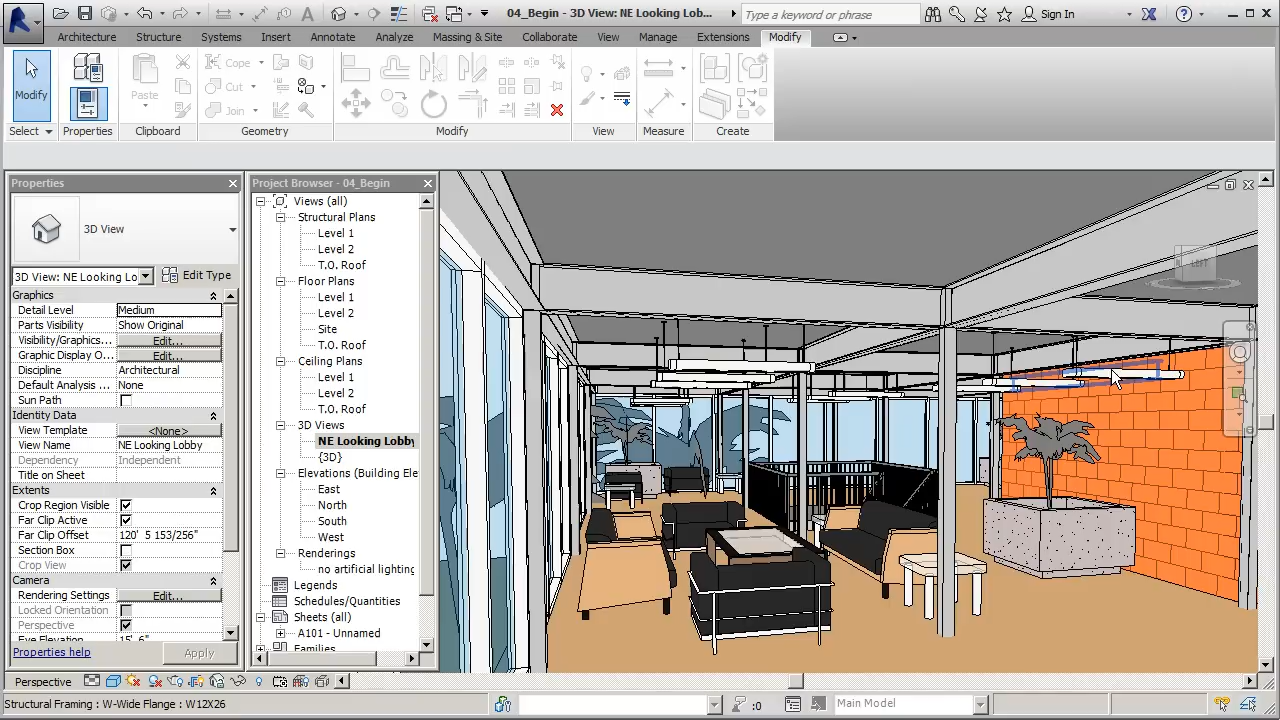 04_Begin - 3D View: NE Looking Lob...
Type a keyword or phrase
Sign In
Architecture
Structure
Systems
Insert
Annotate
Analyze
Massing & Site
Collaborate
View
Manage
Extensions
Modify
Modify
Paste
Cope
Cut
Join
Select
Properties
Clipboard
Geometry
Modify
View
Measure
Create
Properties
3D View
3D View: NE Looking Lo
Edit Type
Graphics
Detail Level Medium
Parts Visibility Show Original
Visibility/Graphics... Edit...
Graphic Display O... Edit...
Discipline Architectural
Default Analysis ... None
Sun Path
Identity Data
View Template <None>
View Name NE Looking Lobby
Dependency Independent
Title on Sheet
Extents
Crop Region Visible
Far Clip Active
Far Clip Offset 120' 5 153/256"
Section Box
Crop View
Camera
Rendering Settings Edit...
Locked Orientation
Perspective
Eye Elevation 15' 6"
Properties help
Apply
Project Browser - 04_Begin
Views (all)
Structural Plans
Level 1
Level 2
T.O. Roof
Floor Plans
Level 1
Level 2
Site
T.O. Roof
Ceiling Plans
Level 1
Level 2
T.O. Roof
3D Views
NE Looking Lobby
{3D}
Elevations (Building Ele
East
North
South
West
Renderings
no artificial lighting
Legends
Schedules/Quantities
Sheets (all)
A101 - Unnamed
Families
LEFT
Perspective
Structural Framing : W-Wide Flange : W12X26
:0
Main Model